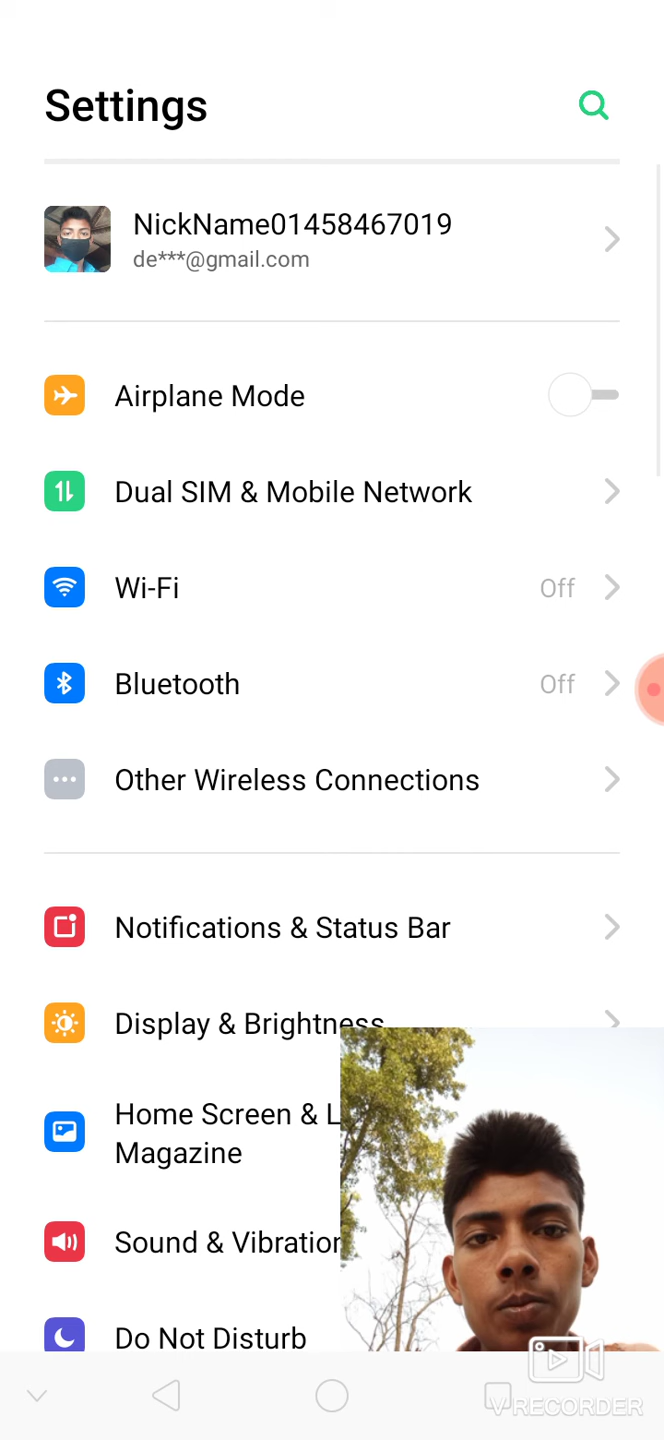 Settings
NickName01458467019
de***@gmail.com
Airplane Mode
Dual SIM & Mobile Network
Wi-Fi Off
Bluetooth Off
Other Wireless Connections
Notifications & Status Bar
Display & Brightness
Home Screen & L
Magazine
Sound & Vibration
Do Not Disturb
V RECORDER